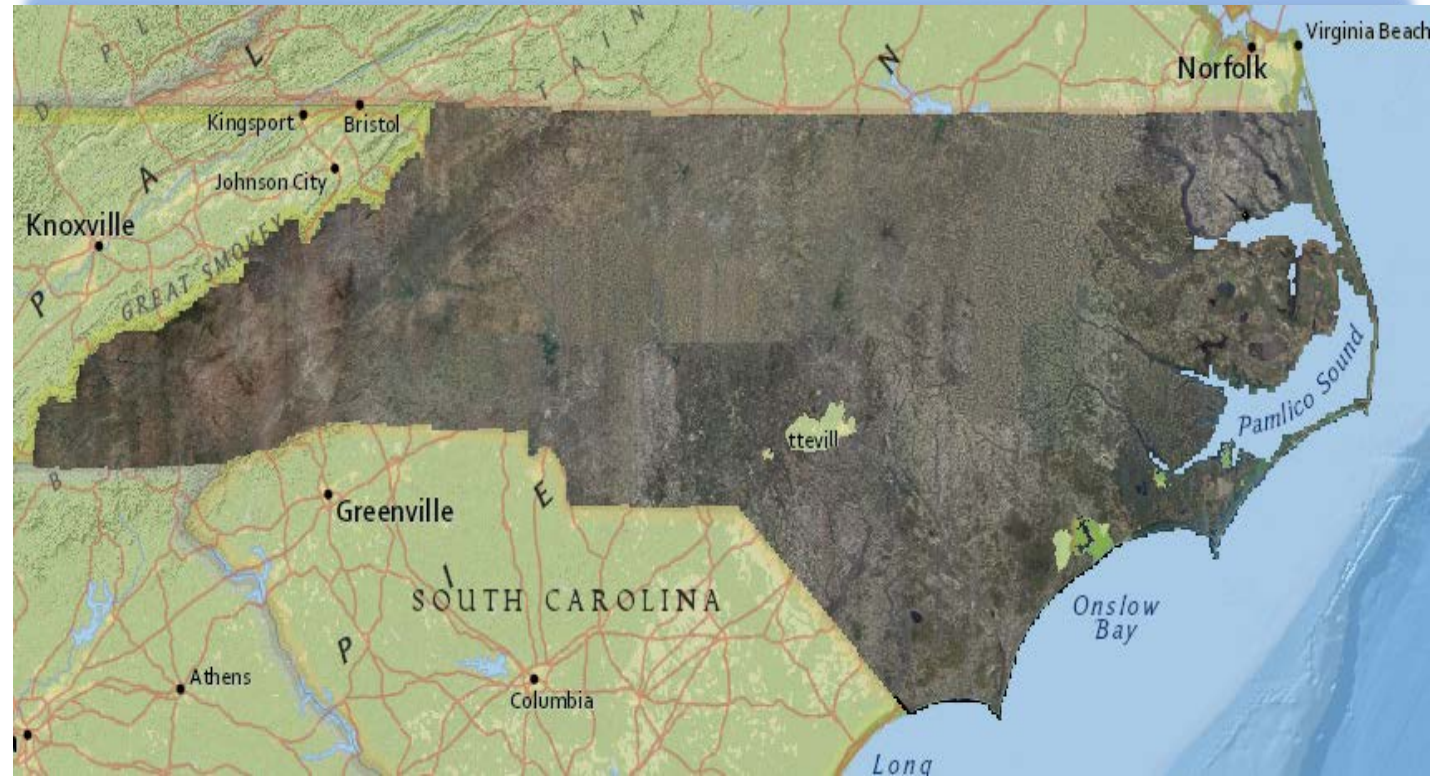 Virginia Beach
Norfolk
Kingsport
Bristol
Johnson City
Knoxville
GREAT SMOKEY
Pamlico Sound
ttevill
Greenville
SOUTH CAROLINA
Onslow
Bay
Athens
Columbia
Long
P L
T A I N
D
L
A
P
N
B
E
I
P